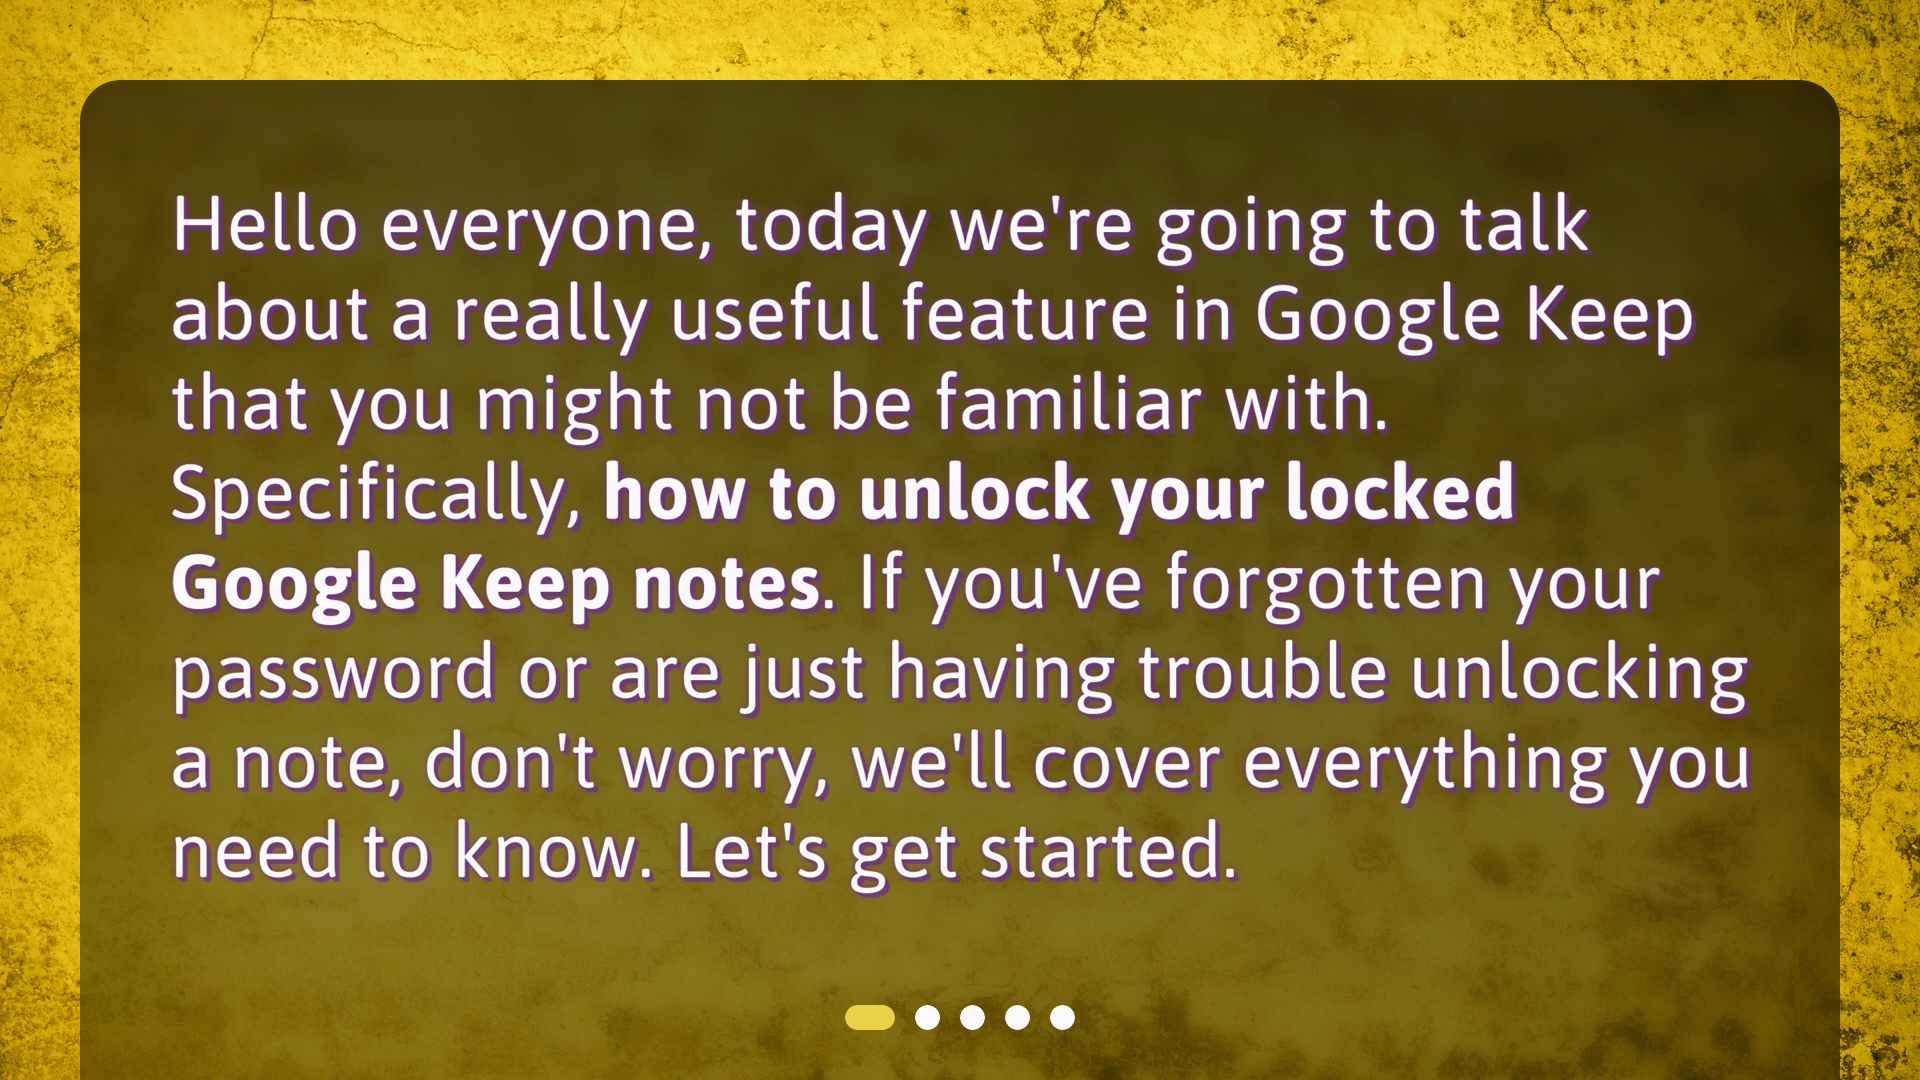 Hello everyone, today we're going to talk
about a really useful feature in Google Keep
that you might not be familiar with.
Specifically, how to unlock your locked
Google Keep notes. If you've forgotten your
password or are just having trouble unlocking
a note, don't worry, we'll cover everything you
need to know. Let's get started.